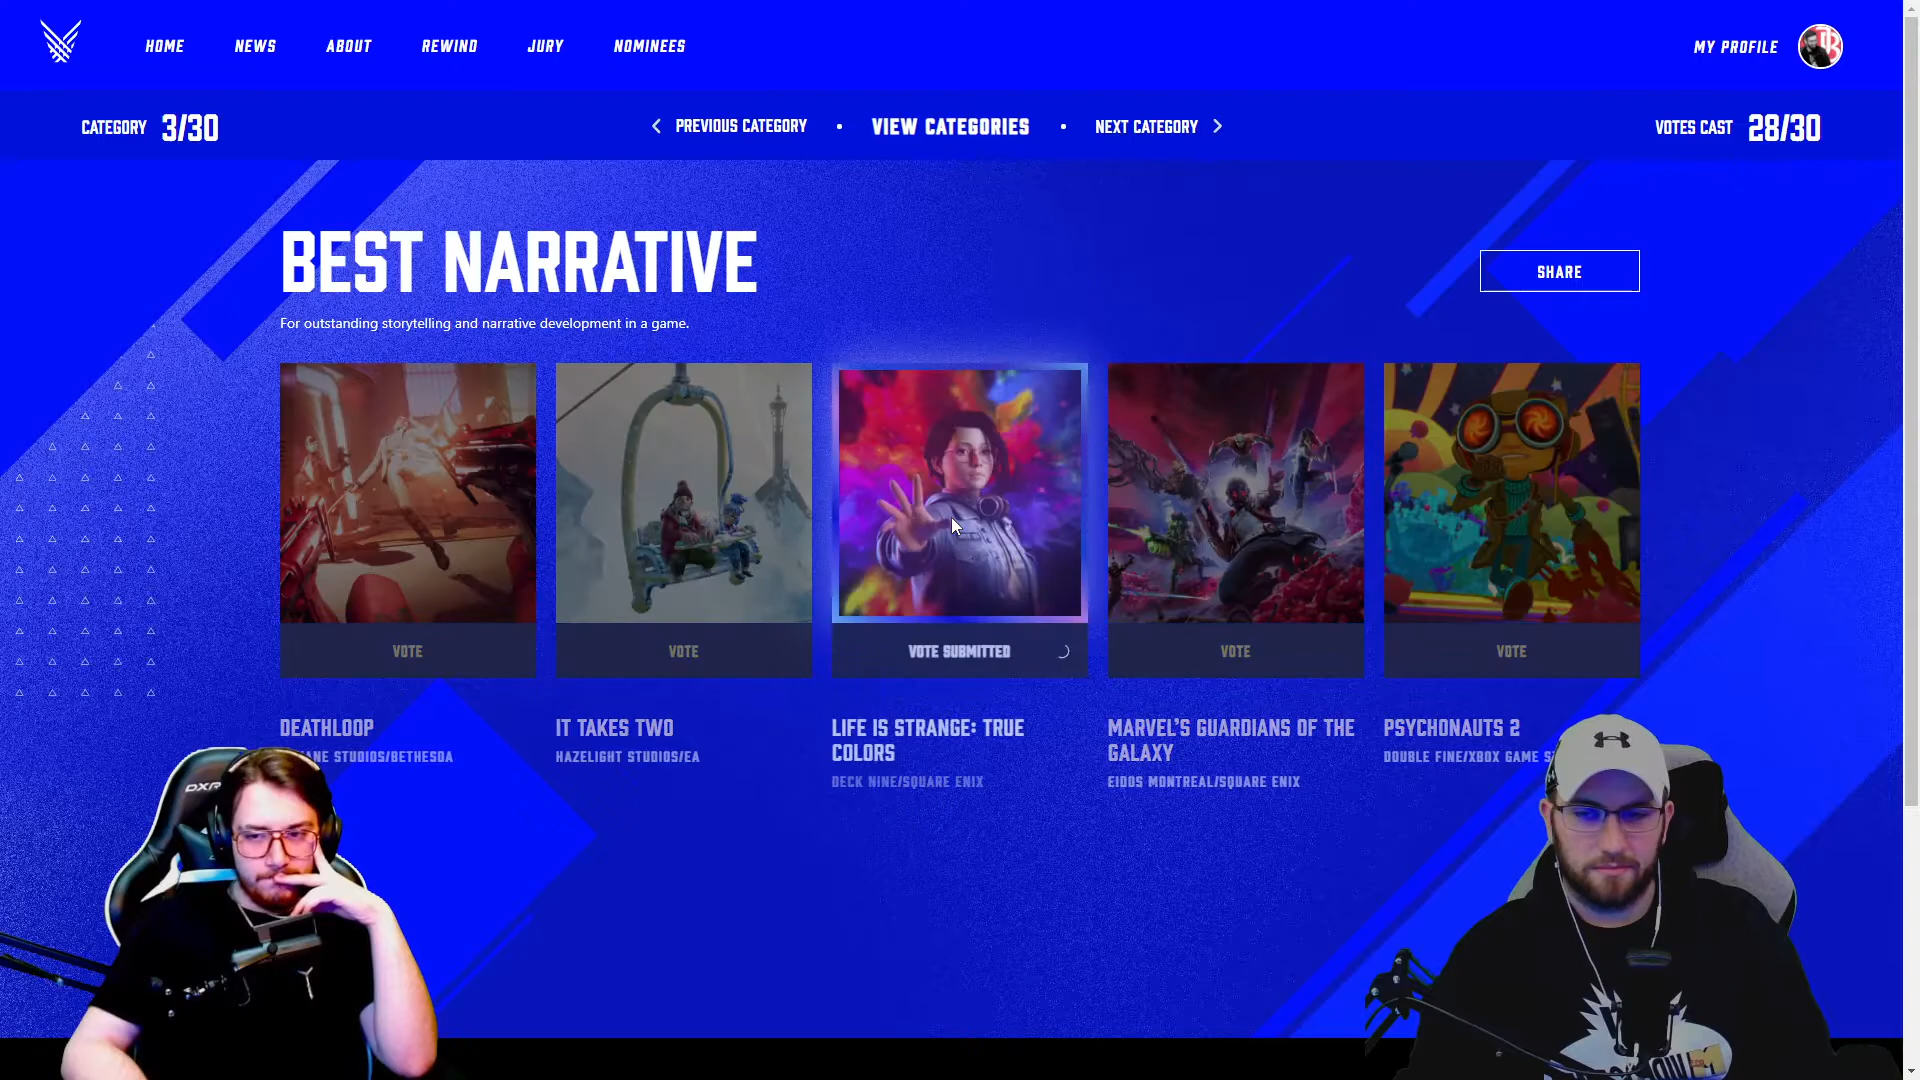 HOME NEWS ABOUT REWIND JURY NOMINEES MY PROFILE
CATEGORY 3/30 PREVIOUS CATEGORY • VIEW CATEGORIES • NEXT CATEGORY VOTES CAST 28/30
BEST NARRATIVE
SHARE
For outstanding storytelling and narrative development in a game.
VOTE VOTE VOTE SUBMITTED VOTE VOTE
DEATHLOOP
STUDIOS/BETHESDA
IT TAKES TWO
HAZELIGHT STUDIOS/EA
LIFE IS STRANGE: TRUE
COLORS
DECK NINE/SQUARE ENIX
MARVEL'S GUARDIANS OF THE
GALAXY
EIDOS MONTREAL/SQUARE ENIX
PSYCHONAUTS 2
DOUBLE FINE/XBOX GAME S